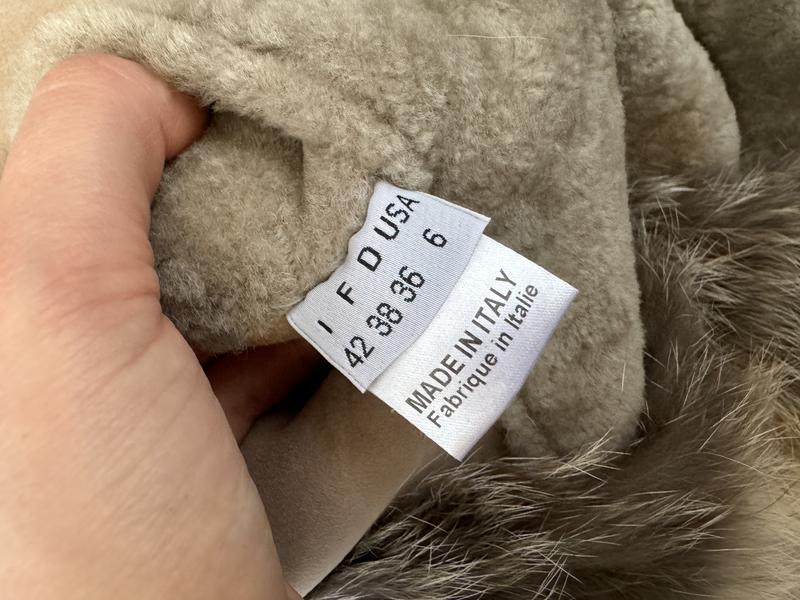 I F D USA
42 38 36 6
MADE IN ITALY
Fabrique in Italie